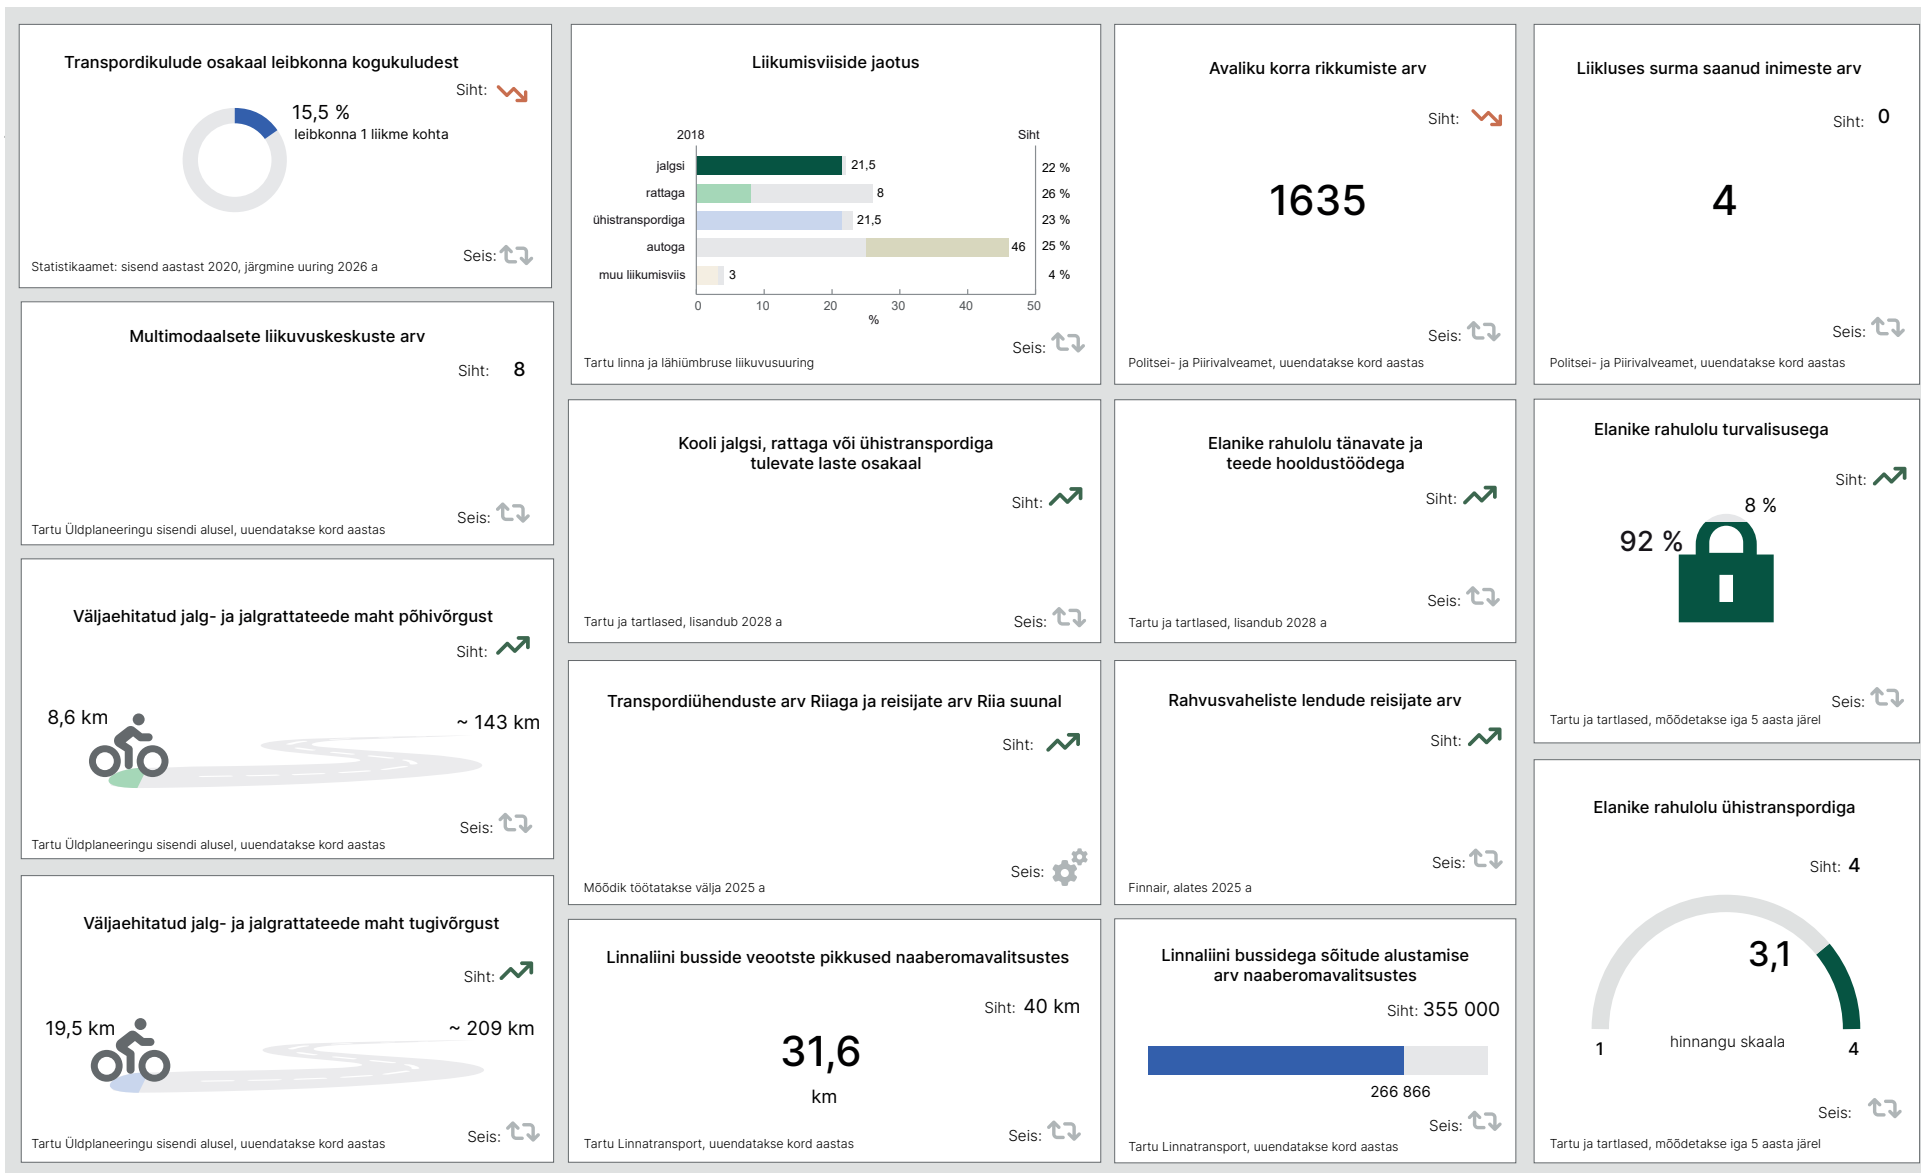 Transpordikulude osakaal leibkonna kogukuludest
Siht:
15,5 %
leibkonna 1 liikme kohta
Seis:
Statistikaamet: sisend aastast 2020, järgmine uuring 2026 a
Liikumisviiside jaotus
2018
Siht
jalgsi
21,5
22 %
rattaga
8
26 %
ühistranspordiga
21,5
23 %
autoga
46
25 %
muu liikumisviis
3
4 %
0
10
20
30
40
50
%
Seis:
Tartu linna ja lähiümbruse liikuvusuuring
Avaliku korra rikkumiste arv
Siht:
1635
Seis:
Politsei- ja Piirivalveamet, uuendatakse kord aastas
Liikluses surma saanud inimeste arv
Siht: 0
4
Seis:
Politsei- ja Piirivalveamet, uuendatakse kord aastas
Multimodaalsete liikuvuskeskuste arv
Siht: 8
Seis:
Tartu Üldplaneeringu sisendi alusel, uuendatakse kord aastas
Kooli jalgsi, rattaga või ühistranspordiga
tulevate laste osakaal
Siht:
Seis:
Tartu ja tartlased, lisandub 2028 a
Elanike rahulolu tänavate ja
teede hooldustöödega
Siht:
Seis:
Tartu ja tartlased, lisandub 2028 a
Elanike rahulolu turvalisusega
Siht:
8 %
92 %
Seis:
Tartu ja tartlased, mõõdetakse iga 5 aasta järel
Väljaehitatud jalg- ja jalgrattateede maht põhivõrgust
Siht:
8,6 km
~ 143 km
Seis:
Tartu Üldplaneeringu sisendi alusel, uuendatakse kord aastas
Transpordiühenduste arv Riiaga ja reisijate arv Riia suunal
Siht:
Seis:
Mõõdik töötatakse välja 2025 a
Rahvusvaheliste lendude reisijate arv
Siht:
Seis:
Finnair, alates 2025 a
Elanike rahulolu ühistranspordiga
Siht: 4
3,1
1
hinnangu skaala
4
Seis:
Tartu ja tartlased, mõõdetakse iga 5 aasta järel
Väljaehitatud jalg- ja jalgrattateede maht tugivõrgust
Siht:
19,5 km
~ 209 km
Seis:
Tartu Üldplaneeringu sisendi alusel, uuendatakse kord aastas
Linnaliini busside veootste pikkused naaberomavalitsustes
Siht: 40 km
31,6
km
Seis:
Tartu Linnatransport, uuendatakse kord aastas
Linnaliini bussidega sõitude alustamise
arv naaberomavalitsustes
Siht: 355 000
266 866
Seis:
Tartu Linnatransport, uuendatakse kord aastas